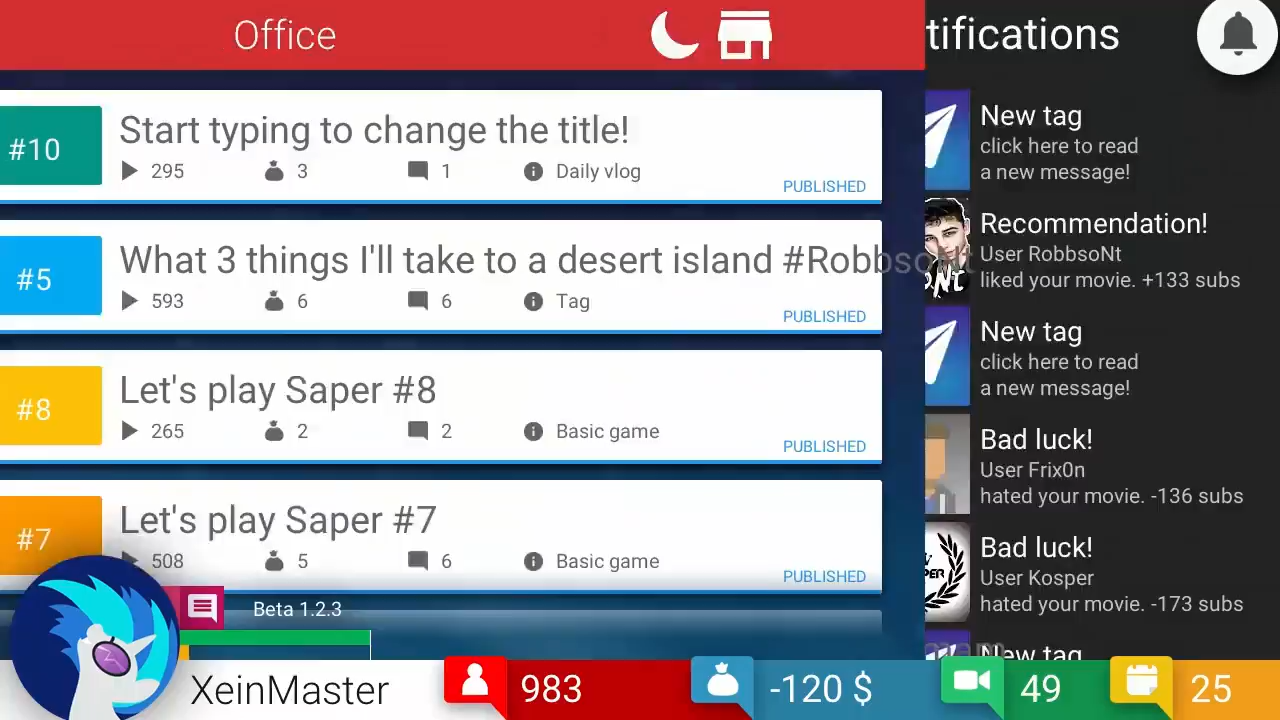 Office
tifications
#10
Start typing to change the title!
295
3
1
Daily vlog
PUBLISHED
#5
What 3 things I'll take to a desert island #RobbsoNt
593
6
6
Tag
PUBLISHED
#8
Let's play Saper #8
265
2
2
Basic game
PUBLISHED
#7
Let's play Saper #7
508
5
6
Basic game
PUBLISHED
New tag
click here to read
a new message!
Recommendation!
User RobbsoNt
liked your movie. +133 subs
New tag
click here to read
a new message!
Bad luck!
User Frix0n
hated your movie. -136 subs
Bad luck!
User Kosper
hated your movie. -173 subs
New tag
Beta 1.2.3
XeinMaster
983
-120 $
49
25